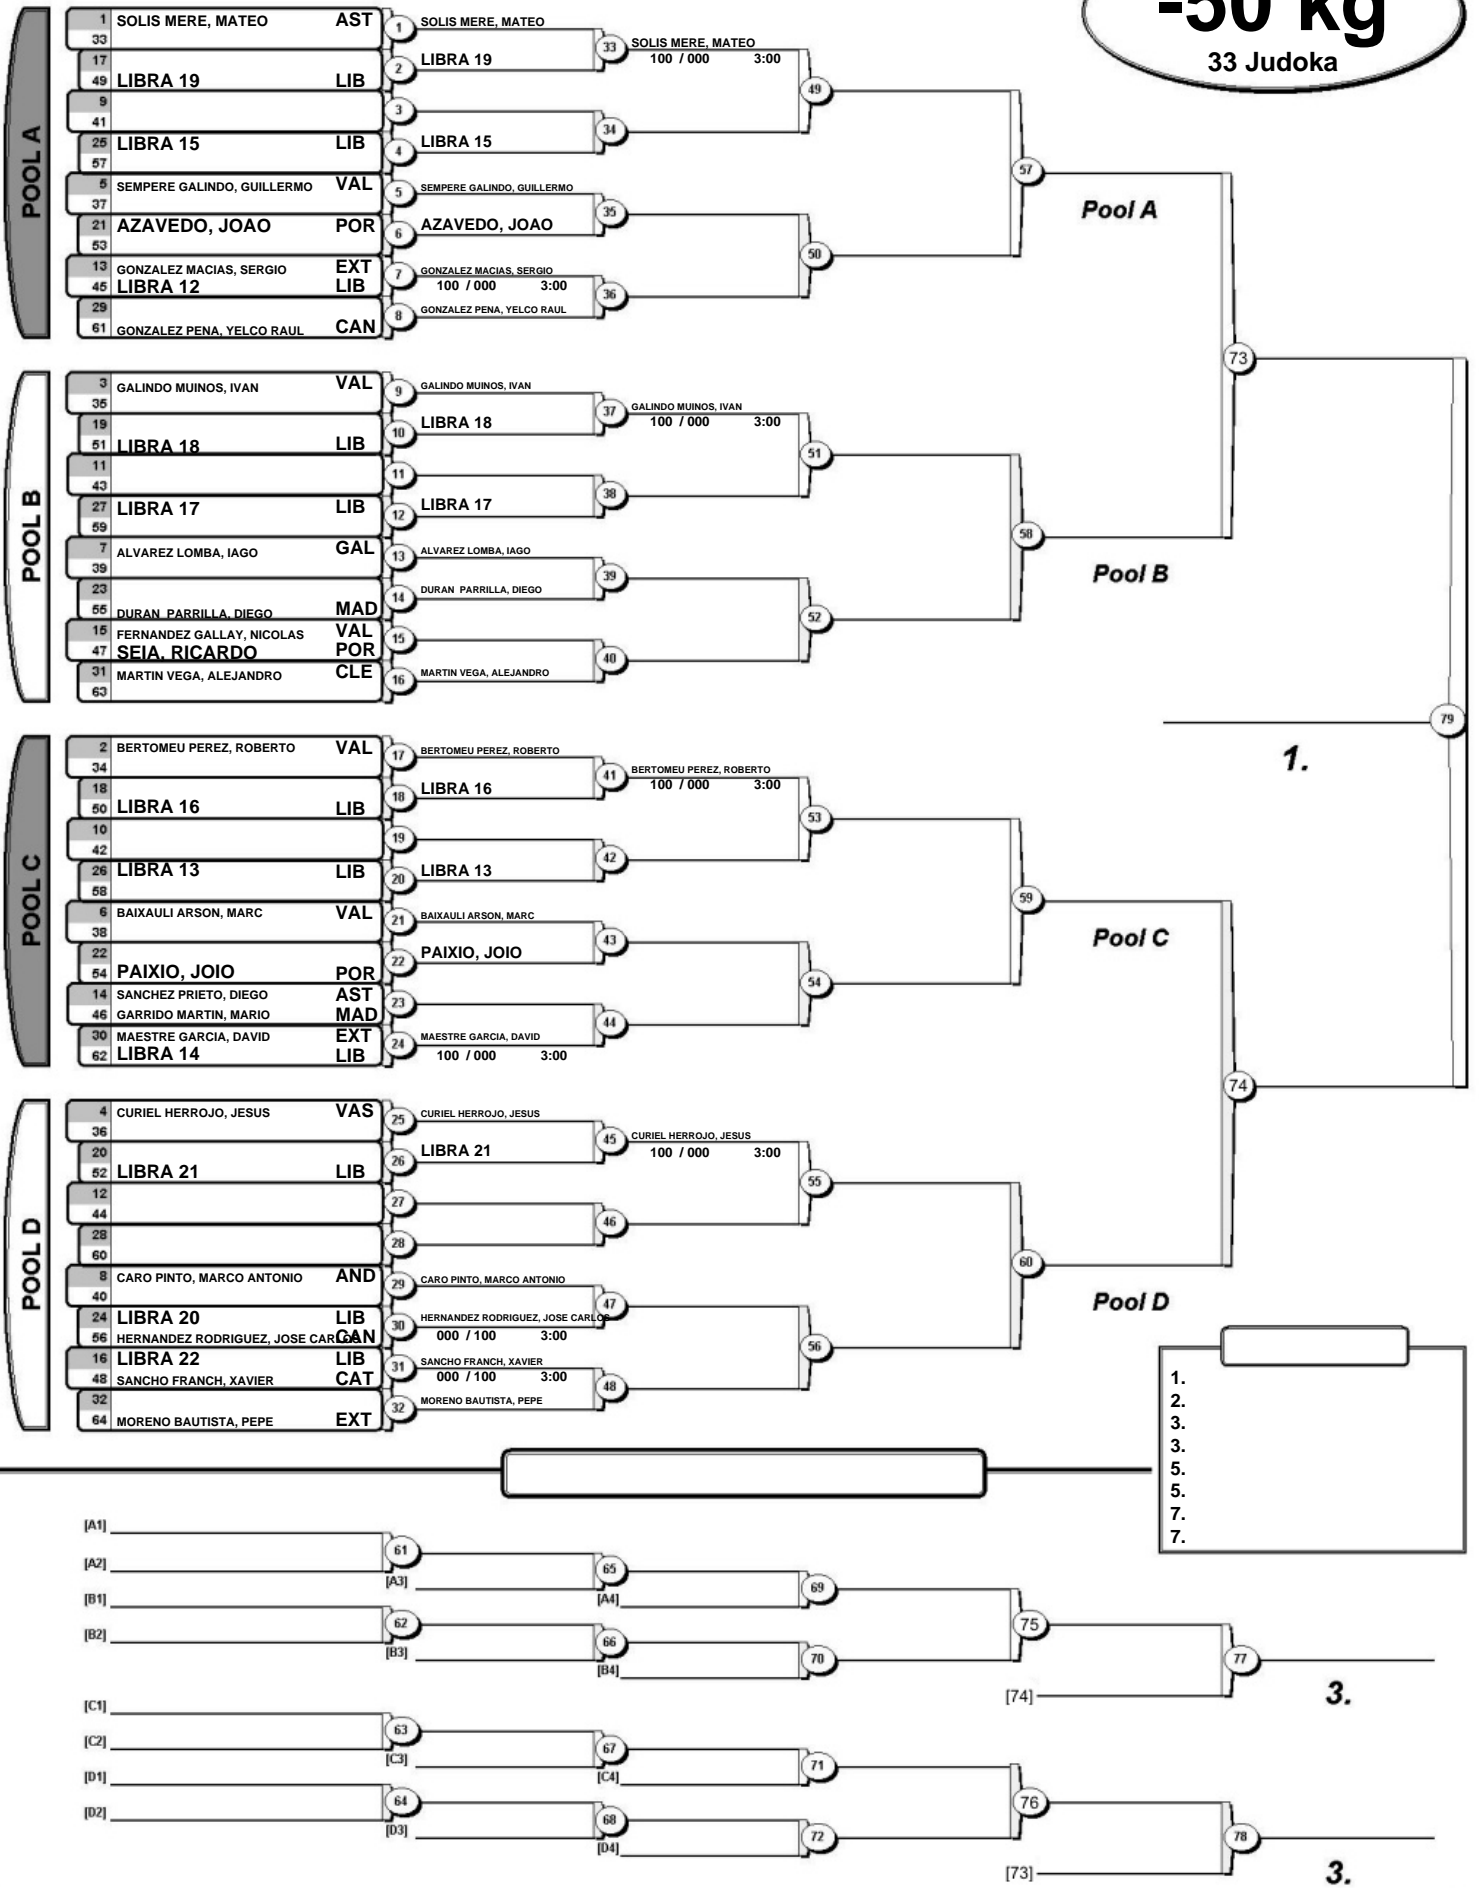 -50 kg
33 Judoka
POOL A
1 SOLIS MERE, MATEO AST
33
17
49 LIBRA 19 LIB
9
41
25 LIBRA 15 LIB
57
5 SEMPERE GALINDO, GUILLERMO VAL
37
21 AZAVEDO, JOAO POR
53
13 GONZALEZ MACIAS, SERGIO EXT
45 LIBRA 12 LIB
29
61 GONZALEZ PENA, YELCO RAUL CAN
1 SOLIS MERE, MATEO
2 LIBRA 19
3
4 LIBRA 15
5 SEMPERE GALINDO, GUILLERMO
6 AZAVEDO, JOAO
7 GONZALEZ MACIAS, SERGIO
100 / 000 3:00
8 GONZALEZ PENA, YELCO RAUL
33 SOLIS MERE, MATEO
100 / 000 3:00
34
35
36
49
50
57
Pool A
POOL B
3 GALINDO MUINOS, IVAN VAL
35
19
51 LIBRA 18 LIB
11
43
27 LIBRA 17 LIB
59
7 ALVAREZ LOMBA, IAGO GAL
39
23
55 DURAN PARRILLA, DIEGO MAD
15 FERNANDEZ GALLAY, NICOLAS VAL
47 SEIA, RICARDO POR
31 MARTIN VEGA, ALEJANDRO CLE
63
9 GALINDO MUINOS, IVAN
10 LIBRA 18
11
12 LIBRA 17
13 ALVAREZ LOMBA, IAGO
14 DURAN PARRILLA, DIEGO
15
16 MARTIN VEGA, ALEJANDRO
37 GALINDO MUINOS, IVAN
100 / 000 3:00
38
39
40
51
52
58
Pool B
73
79
1.
POOL C
2 BERTOMEU PEREZ, ROBERTO VAL
34
18
50 LIBRA 16 LIB
10
42
26 LIBRA 13 LIB
58
6 BAIXAULI ARSON, MARC VAL
38
22
54 PAIXIO, JOIO POR
14 SANCHEZ PRIETO, DIEGO AST
46 GARRIDO MARTIN, MARIO MAD
30 MAESTRE GARCIA, DAVID EXT
62 LIBRA 14 LIB
17 BERTOMEU PEREZ, ROBERTO
18 LIBRA 16
19
20 LIBRA 13
21 BAIXAULI ARSON, MARC
22 PAIXIO, JOIO
23
24 MAESTRE GARCIA, DAVID
100 / 000 3:00
41 BERTOMEU PEREZ, ROBERTO
100 / 000 3:00
42
43
44
53
54
59
Pool C
74
POOL D
4 CURIEL HERROJO, JESUS VAS
36
20
52 LIBRA 21 LIB
12
44
28
60
8 CARO PINTO, MARCO ANTONIO AND
40
24 LIBRA 20 LIB
56 HERNANDEZ RODRIGUEZ, JOSE CARLOS CAN
16 LIBRA 22 LIB
48 SANCHO FRANCH, XAVIER CAT
32
64 MORENO BAUTISTA, PEPE EXT
25 CURIEL HERROJO, JESUS
26 LIBRA 21
27
28
29 CARO PINTO, MARCO ANTONIO
30 HERNANDEZ RODRIGUEZ, JOSE CARLOS
000 / 100 3:00
31 SANCHO FRANCH, XAVIER
000 / 100 3:00
32 MORENO BAUTISTA, PEPE
45 CURIEL HERROJO, JESUS
100 / 000 3:00
46
47
48
55
56
60
Pool D
1.
2.
3.
3.
5.
5.
7.
7.
[A1]
[A2]
61
[A3]
65
[A4]
69
[B1]
[B2]
62
[B3]
66
[B4]
70
75
[74]
77
3.
[C1]
[C2]
63
[C3]
67
[C4]
71
[D1]
[D2]
64
[D3]
68
[D4]
72
76
[73]
78
3.